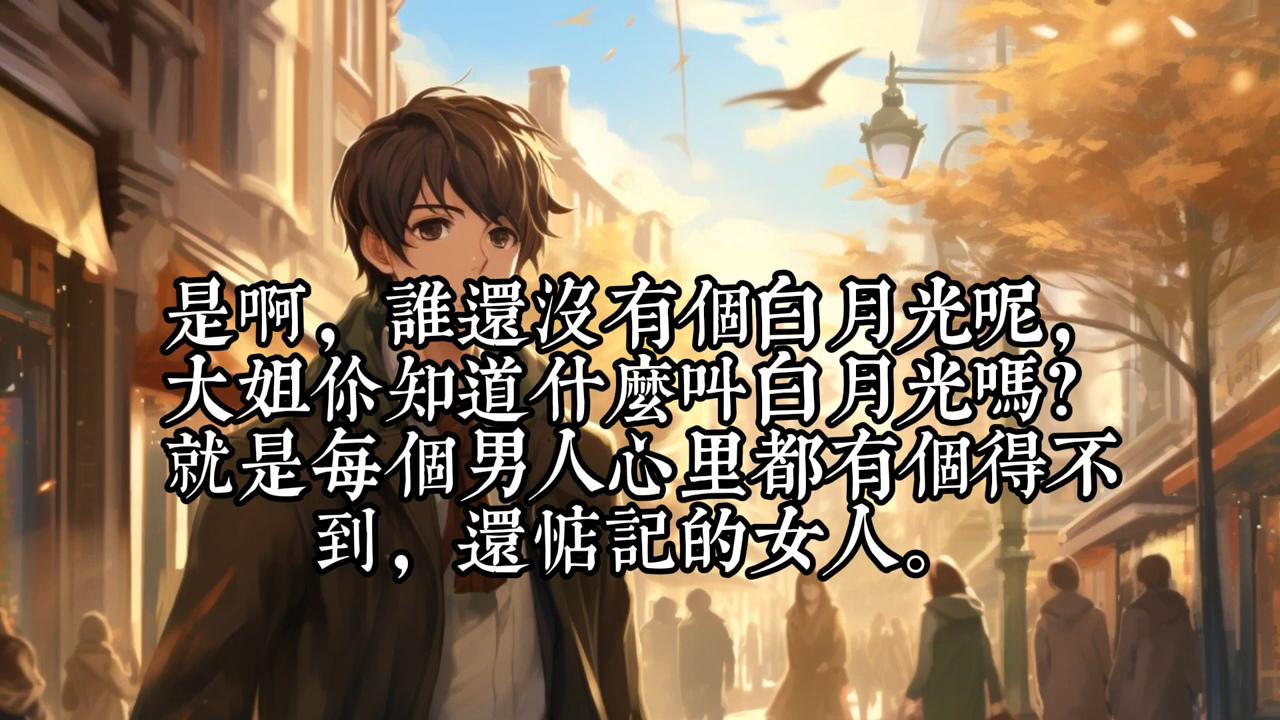 是啊，誰還沒有個白月光呢，
大姐你知道什麼叫白月光嗎？
就是每個男人心里都有個得不
到，還惦記的女人。